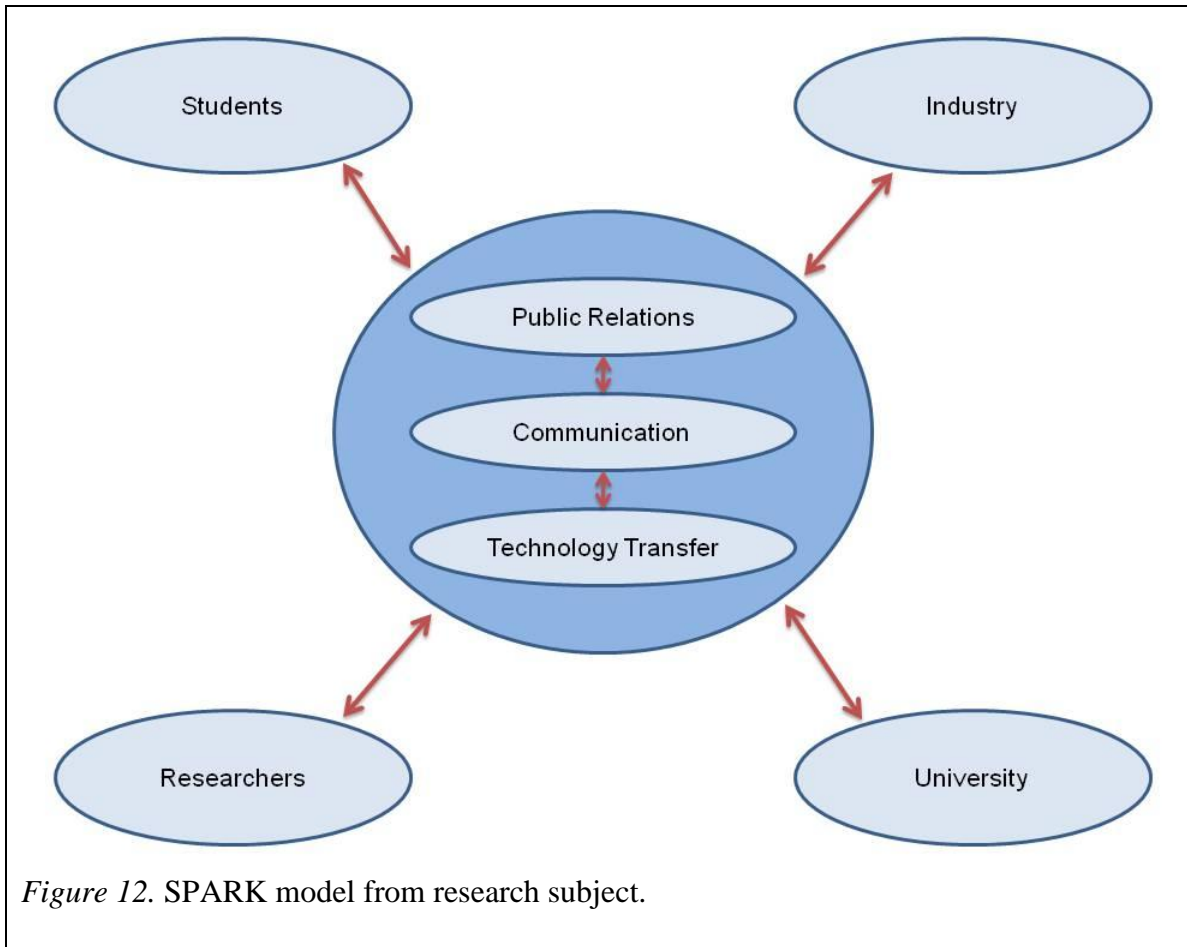 Students
Industry
Public Relations
Communication
Technology Transfer
Researchers
University
Figure 12. SPARK model from research subject.